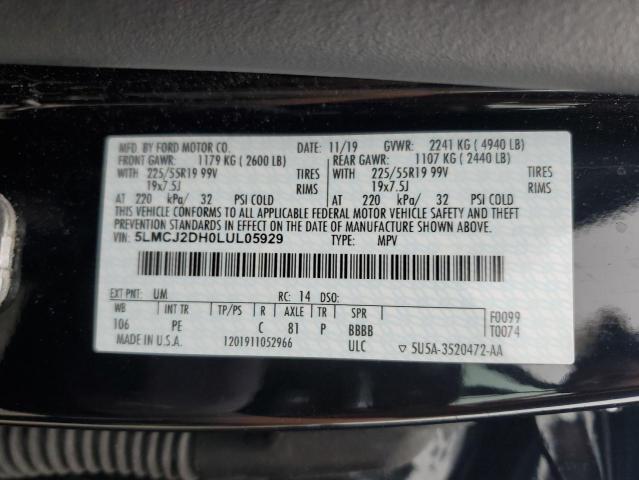 MFD. BY FORD MOTOR CO. DATE: 11/19 GVWR: 2241 KG ( 4940 LB)
FRONT GAWR: 1179 KG ( 2600 LB) REAR GAWR: 1107 KG ( 2440 LB)
WITH 225/55R19 99V TIRES WITH 225/55R19 99V TIRES
19x7.5J RIMS 19x7.5J RIMS
AT 220 kPa/ 32 PSI COLD AT 220 kPa/ 32 PSI COLD
THIS VEHICLE CONFORMS TO ALL APPLICABLE FEDERAL MOTOR VEHICLE SAFETY AND THEFT
PREVENTION STANDARDS IN EFFECT ON THE DATE OF MANUFACTURE SHOWN ABOVE.
VIN: 5LMCJ2DH0LUL05929 TYPE: MPV
EXT PNT: UM RC: 14 DSO:
WB INT TR TP/PS R AXLE TR SPR F0099
106 PE C 81 P BBBB T0074
MADE IN U.S.A. 1201911052966 ULC ▽ 5U5A-3520472-AA